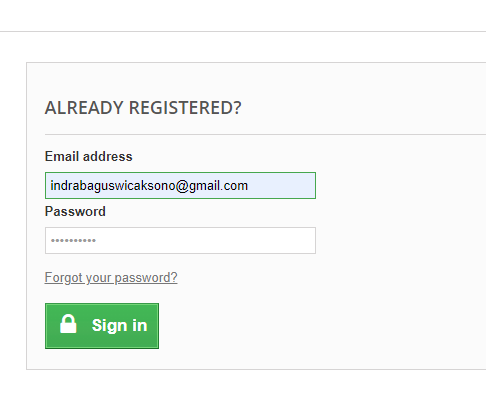 ALREADY REGISTERED?
Email address
indrabaguswicaksono@gmail.com
Password
••••••••••
Forgot your password?
Sign in